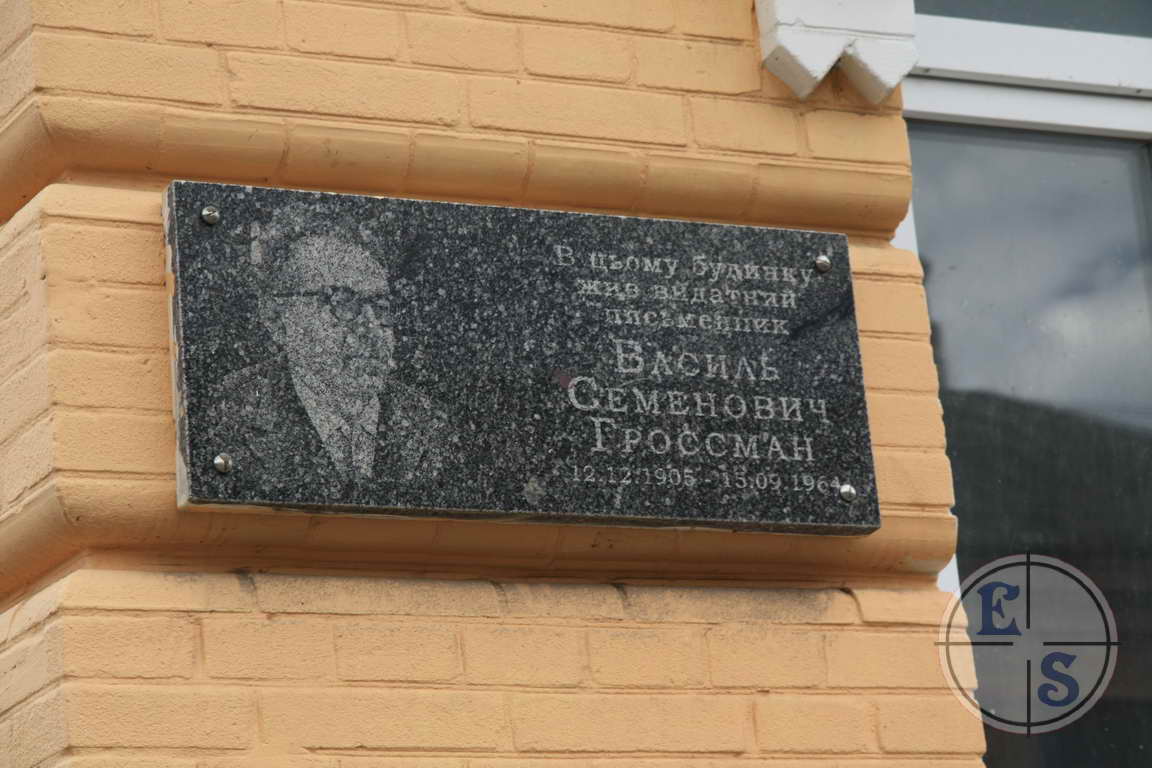 В цьому будинку
жив видатний
письменник
Василь
Семенович
Гроссман
12.12.1905 - 15.09.1964
E
S